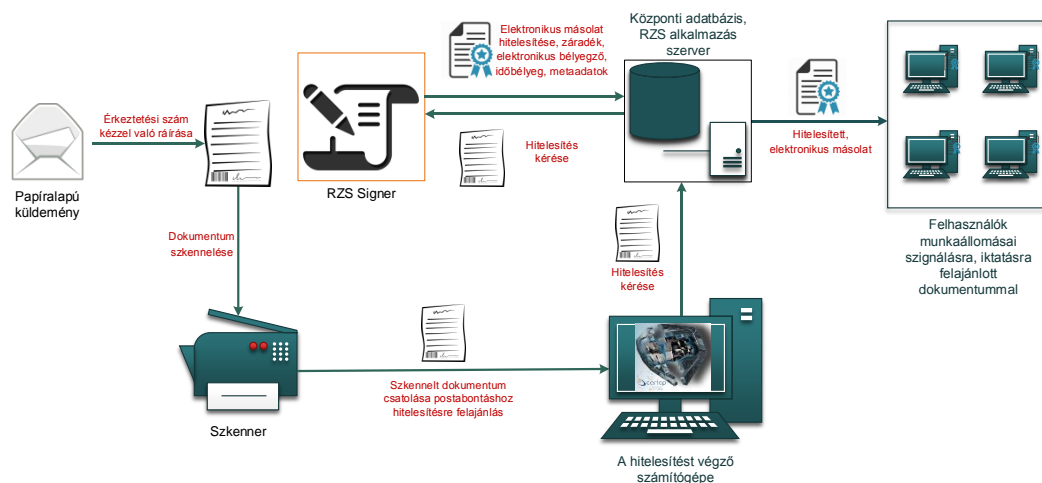 Elektronikus másolat
hitelesítése, záradék,
elektronikus bélyegző,
időbélyeg, metaadatok
Központi adatbázis,
RZS alkalmazás
szerver
Érkeztetési szám
kézzel való ráírása
Hitelesítés
kérése
Hitelesített,
elektronikus másolat
Papíralapú
küldemény
RZS Signer
Felhasználók
munkaállomásai
szignálásra, iktatásra
felajánlott
dokumentummal
Dokumentum
szkennelése
Hitelesítés
kérése
Szkennelt dokumentum
csatolása postabontáshoz
hitelesítésre felajánlás
Szkenner
A hitelesítést végző
számítógépe